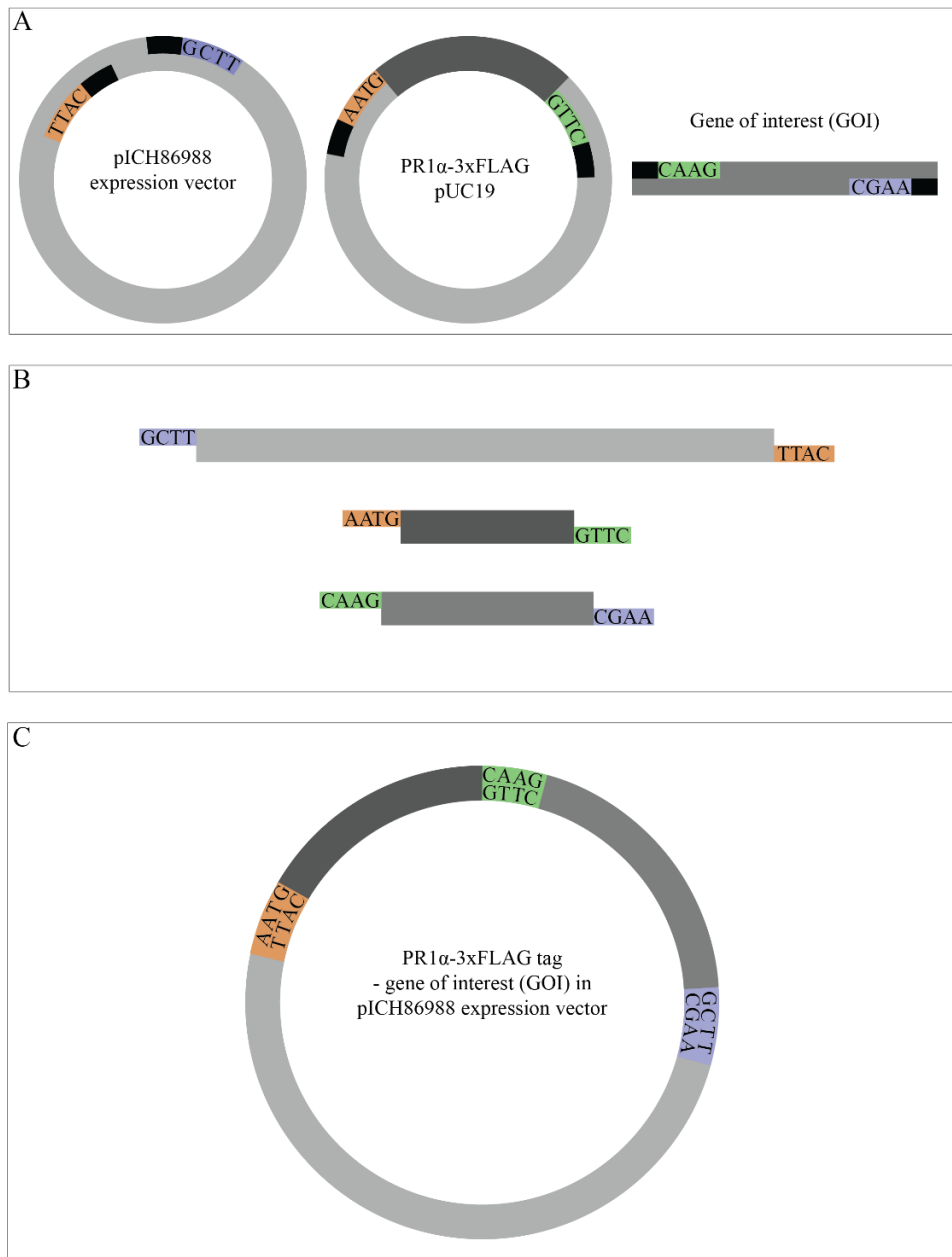 A
TTAC
GCTT
pICH86988
expression vector
AATG
GTTC
PR1α-3xFLAG
pUC19
Gene of interest (GOI)
CAAG
CGAA
B
GCTT
TTAC
AATG
GTTC
CAAG
CGAA
C
CAAG
GTTC
AATG
TTAC
GCTT
CGAA
PR1α-3xFLAG tag
- gene of interest (GOI) in
pICH86988 expression vector